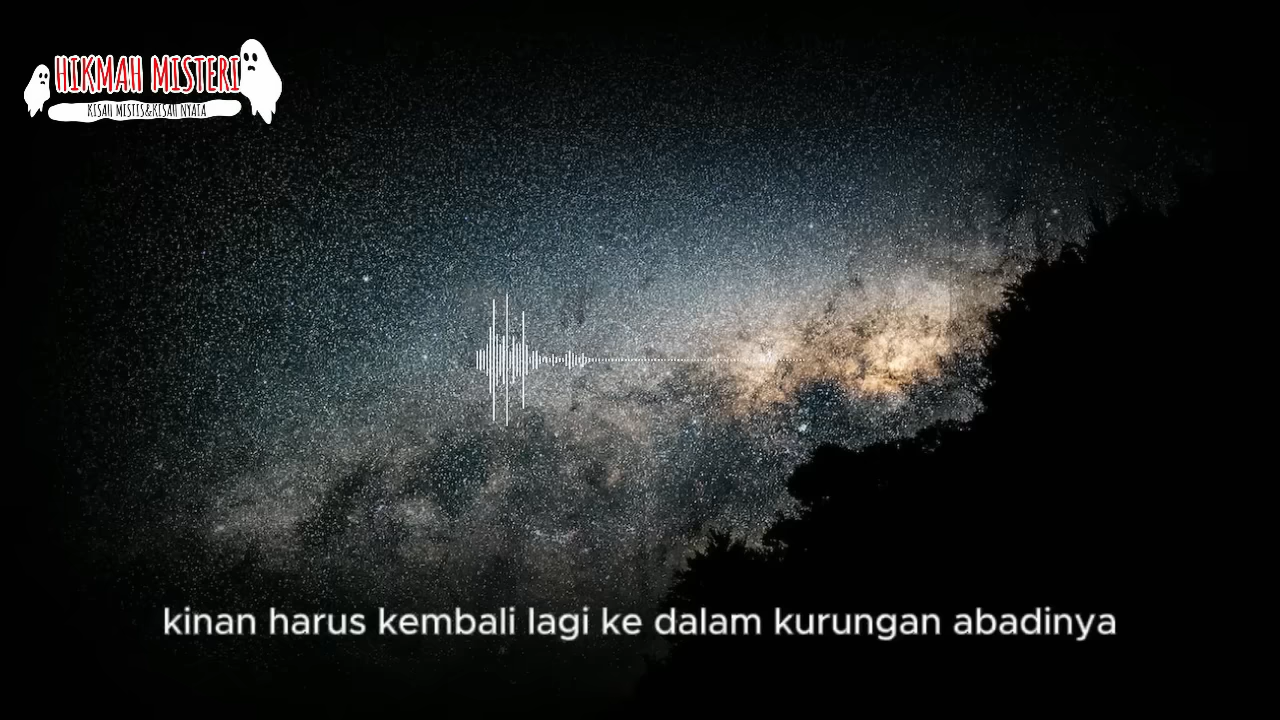 HIKMAH MISTERI
KISAH MISTIS&KISAH NYATA
kinan harus kembali lagi ke dalam kurungan abadinya